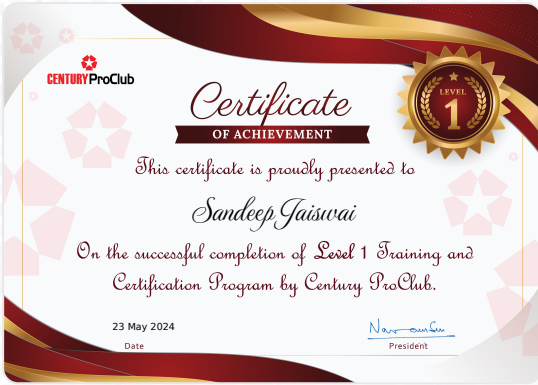 CENTURY ProClub
LEVEL
1
Certificate
OF ACHIEVEMENT
This certificate is proudly presented to
Sandeep Jaiswai
On the successful completion of Level 1 Training and
Certification Program by Century ProClub.
23 May 2024
Date
President